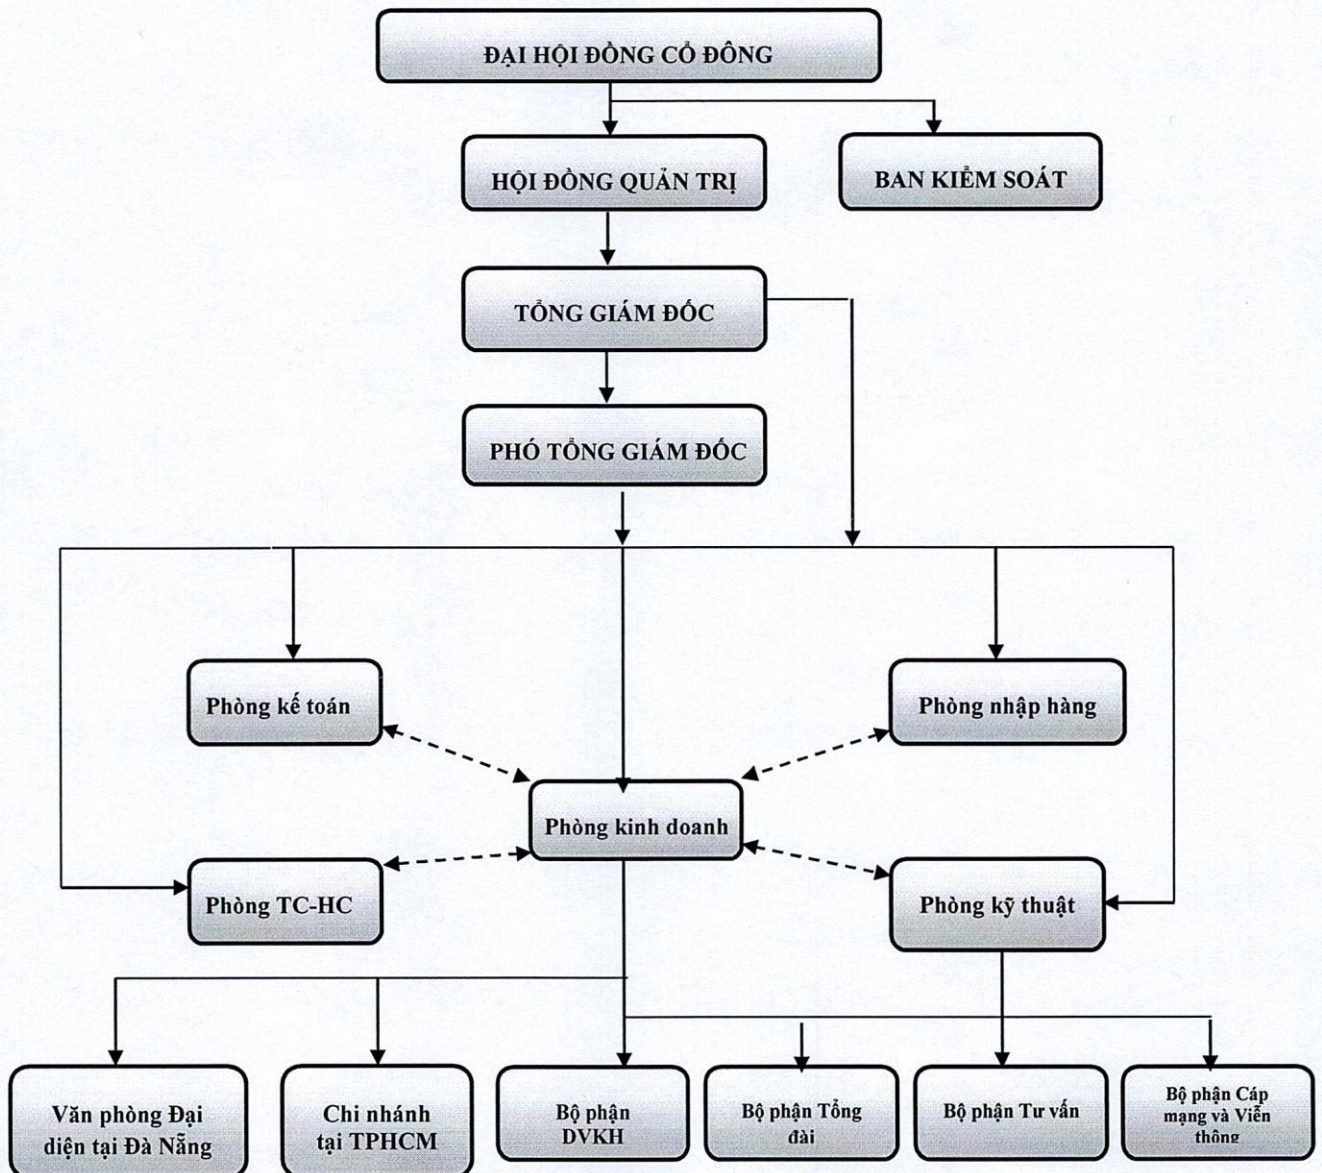 ĐẠI HỘI ĐỒNG CỔ ĐÔNG
HỘI ĐỒNG QUẢN TRỊ
BAN KIỂM SOÁT
TỔNG GIÁM ĐỐC
PHÓ TỔNG GIÁM ĐỐC
Phòng kế toán
Phòng nhập hàng
Phòng kinh doanh
Phòng TC-HC
Phòng kỹ thuật
Văn phòng Đại
diện tại Đà Nẵng
Chi nhánh
tại TPHCM
Bộ phận
DVKH
Bộ phận Tổng
đài
Bộ phận Tư vấn
Bộ phận Cáp
mạng và Viễn
thông